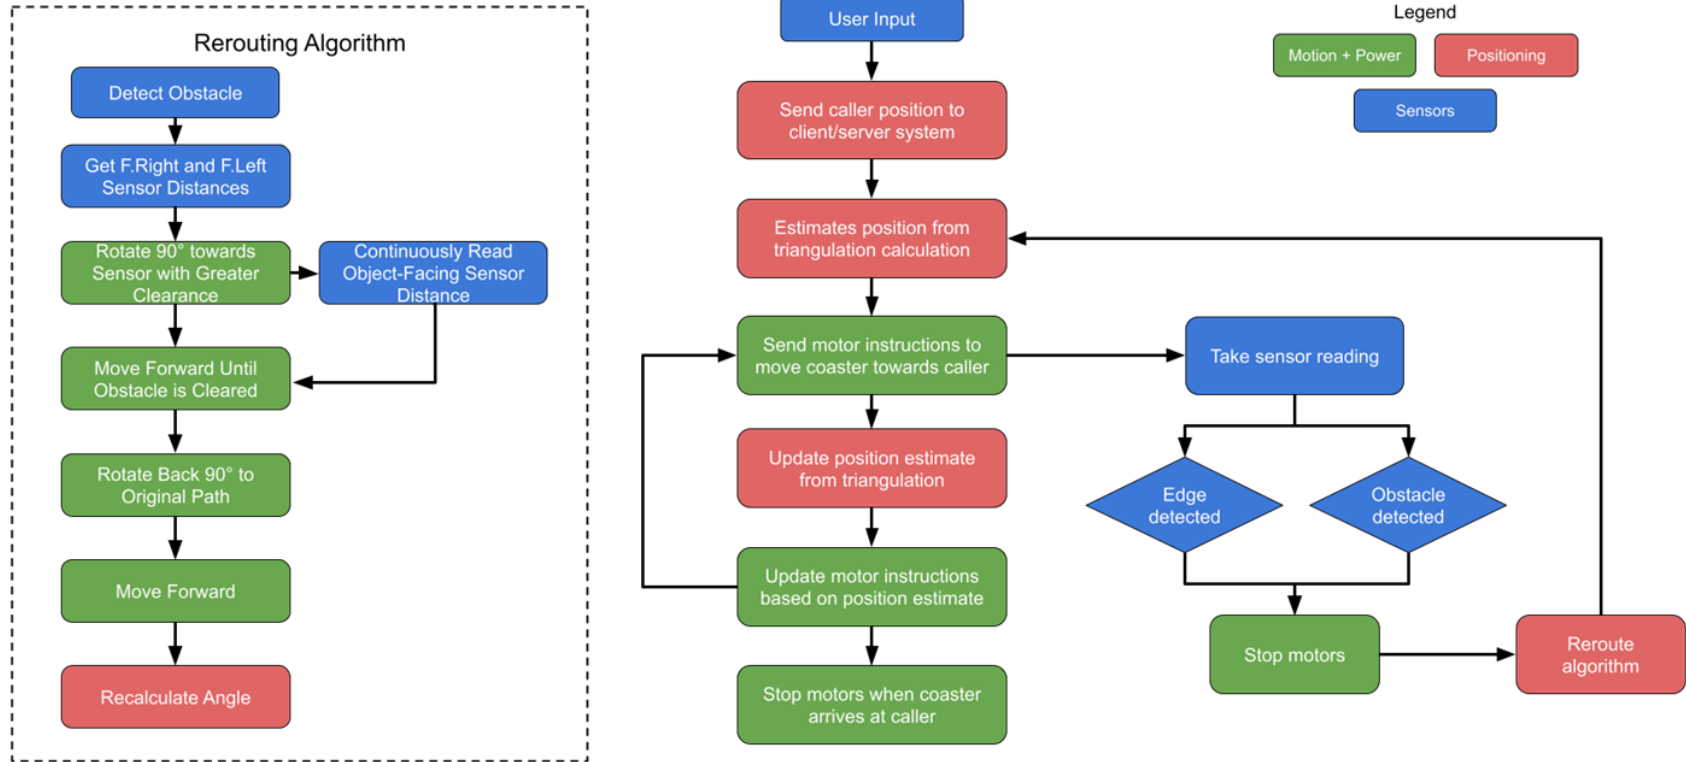 Rerouting Algorithm
Detect Obstacle
Get F.Right and F.Left
Sensor Distances
Rotate 90° towards
Sensor with Greater
Clearance
Continuously Read
Object-Facing Sensor
Distance
Move Forward Until
Obstacle is Cleared
Rotate Back 90° to
Original Path
Move Forward
Recalculate Angle
User Input
Send caller position to
client/server system
Estimates position from
triangulation calculation
Send motor instructions to
move coaster towards caller
Update position estimate
from triangulation
Update motor instructions
based on position estimate
Stop motors when coaster
arrives at caller
Take sensor reading
Edge
detected
Obstacle
detected
Stop motors
Reroute
algorithm
Legend
Motion + Power
Positioning
Sensors